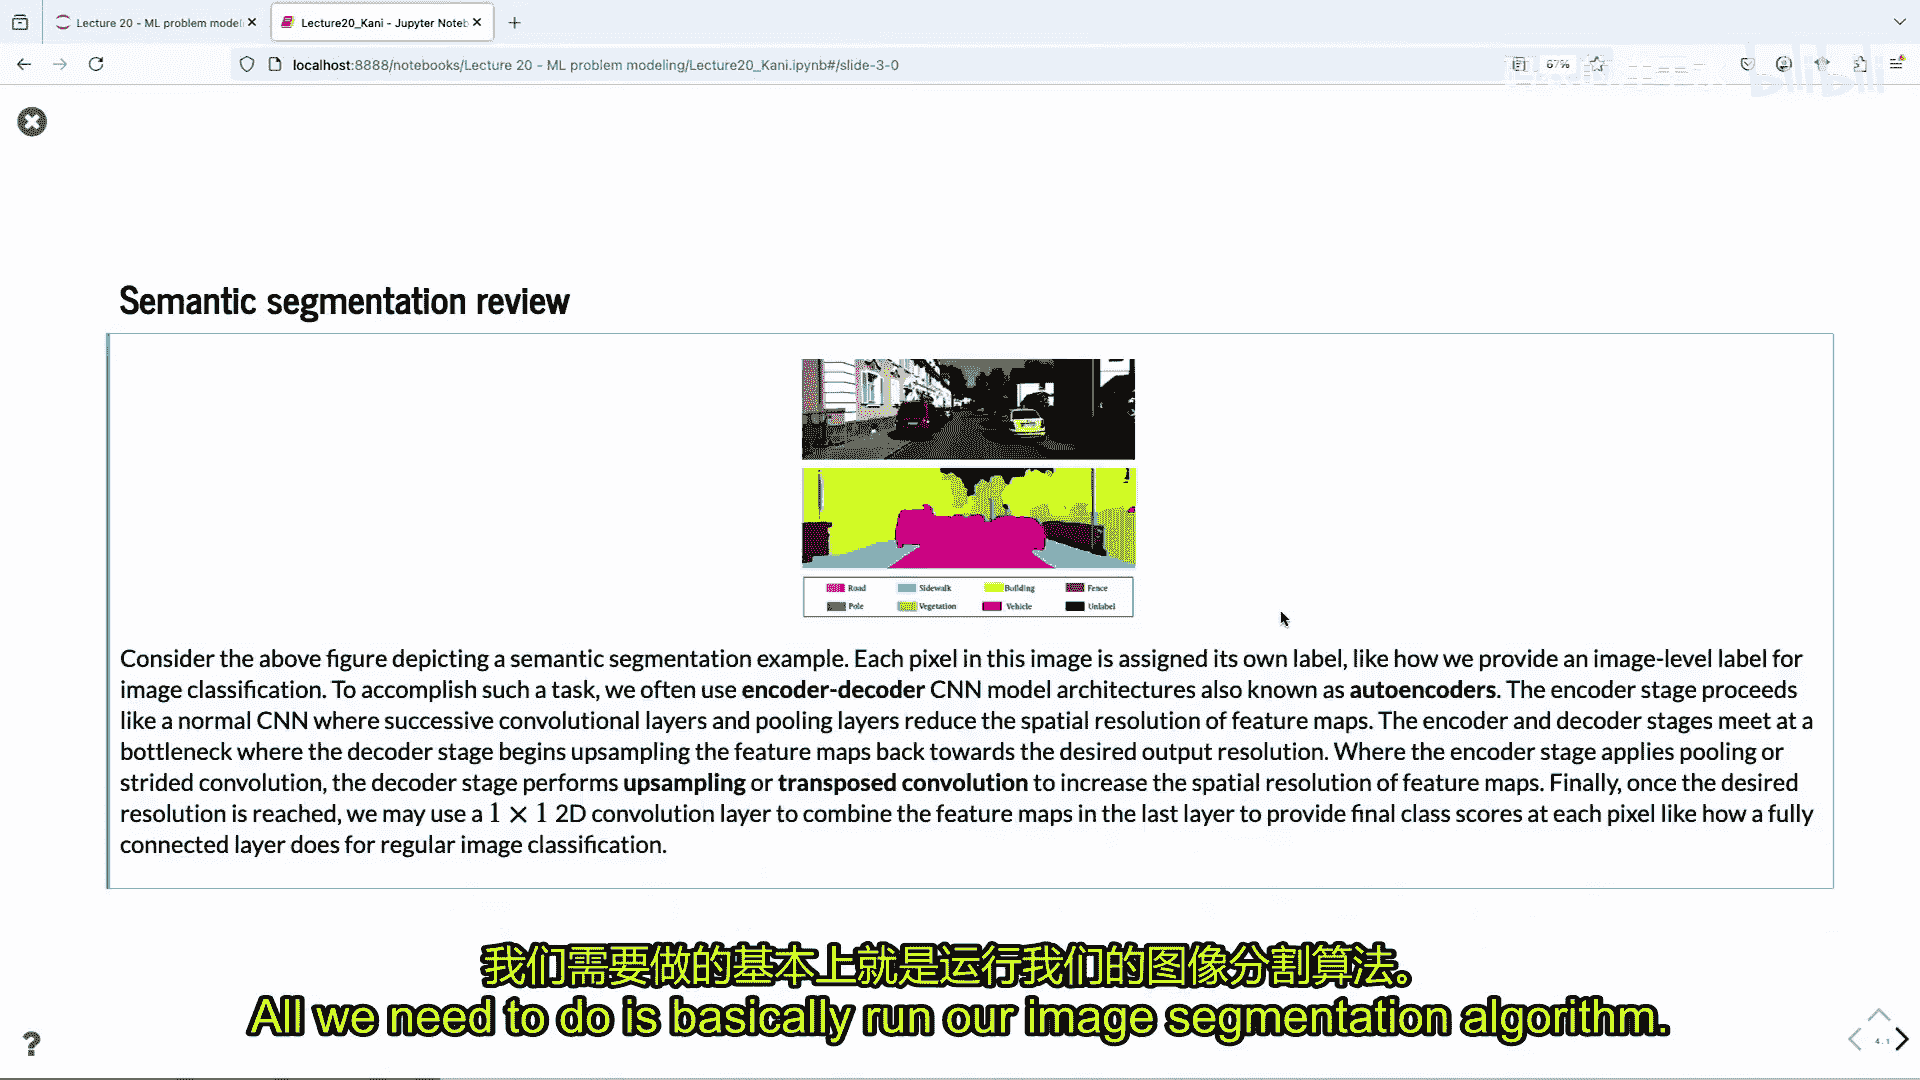 Lecture 20 - ML problem model
Lecture20_Kani - Jupyter Noteb
localhost:8888/notebooks/Lecture 20 - ML problem modeling/Lecture20_Kani.ipynb#/slide-3-0
67%
bilibili
Semantic segmentation review
Road Sidewalk Building Fence
Pole Vegetation Vehicle Unlabel
Consider the above figure depicting a semantic segmentation example. Each pixel in this image is assigned its own label, like how we provide an image-level label for
image classification. To accomplish such a task, we often use encoder-decoder CNN model architectures also known as autoencoders. The encoder stage proceeds
like a normal CNN where successive convolutional layers and pooling layers reduce the spatial resolution of feature maps. The encoder and decoder stages meet at a
bottleneck where the decoder stage begins upsampling the feature maps back towards the desired output resolution. Where the encoder stage applies pooling or
strided convolution, the decoder stage performs upsampling or transposed convolution to increase the spatial resolution of feature maps. Finally, once the desired
resolution is reached, we may use a 1 × 1 2D convolution layer to combine the feature maps in the last layer to provide final class scores at each pixel like how a fully
connected layer does for regular image classification.
我们需要做的基本上就是运行我们的图像分割算法。
All we need to do is basically run our image segmentation algorithm.
?
4.1